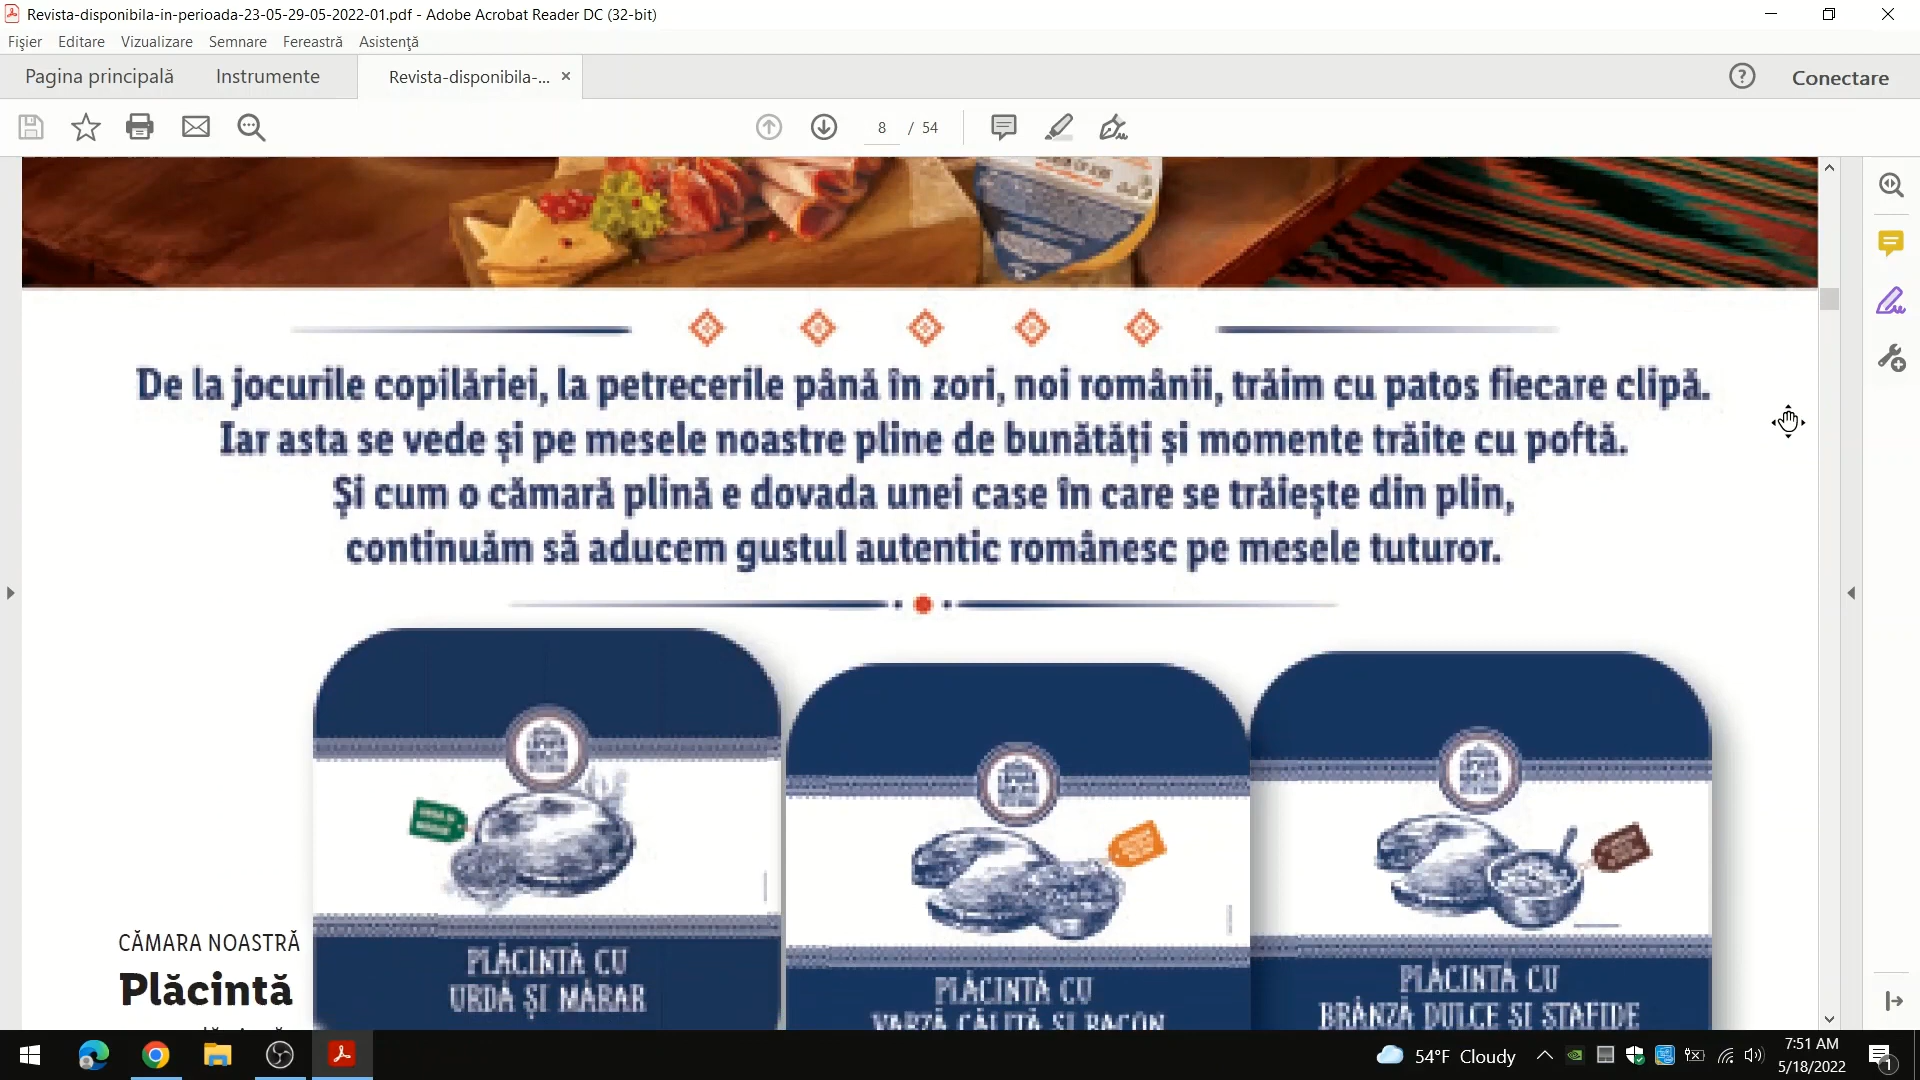 Revista-disponibila-in-perioada-23-05-29-05-2022-01.pdf - Adobe Acrobat Reader DC (32-bit)
Fișier Editare Vizualizare Semnare Fereastră Asistență
Pagina principală Instrumente Revista-disponibila-... × Conectare
8 / 54
De la jocurile copilăriei, la petrecerile până în zori, noi românii, trăim cu patos fiecare clipă.
Iar asta se vede și pe mesele noastre pline de bunătăți și momente trăite cu poftă.
Și cum o cămară plină e dovada unei case în care se trăiește din plin,
continuăm să aducem gustul autentic românesc pe mesele tuturor.
CĂMARA NOASTRĂ
Plăcintă
PLĂCINTĂ CU
URDĂ ȘI MĂRAR
PLĂCINTĂ CU
VARZĂ CĂLITĂ ȘI BACON
PLĂCINTĂ CU
BRÂNZĂ DULCE ȘI STAFIDE
54°F Cloudy
7:51 AM
5/18/2022
1